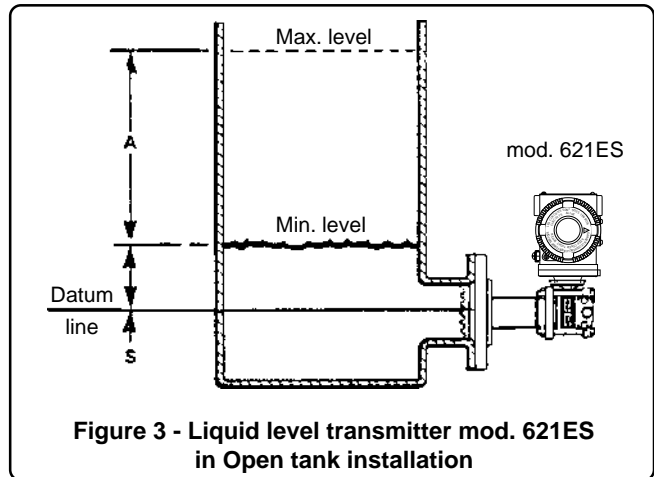 Max. level
A
mod. 621ES
Min. level
Datum
line
S
Figure 3 - Liquid level transmitter mod. 621ES
in Open tank installation